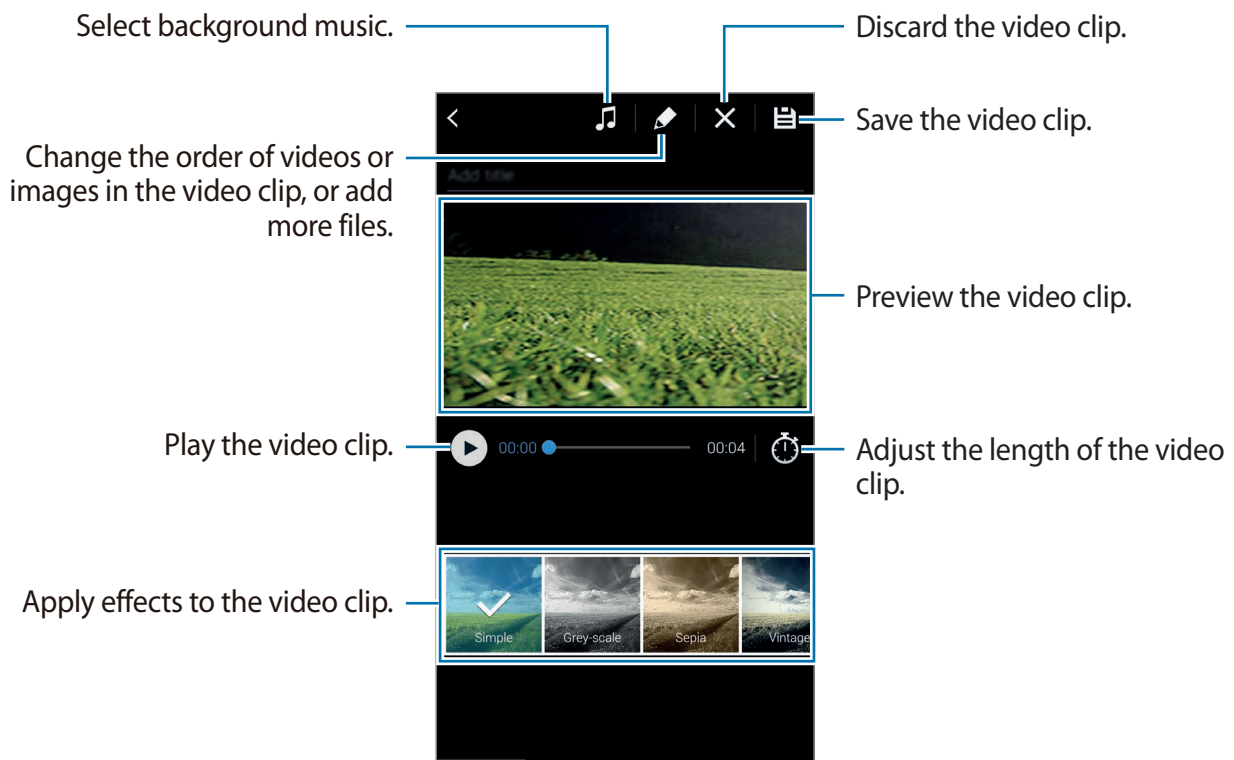 Select background music.
Discard the video clip.
Save the video clip.
Change the order of videos or
images in the video clip, or add
more files.
Add title
Preview the video clip.
Play the video clip.
00:00
00:04
Adjust the length of the video
clip.
Apply effects to the video clip.
Simple
Grey-scale
Sepia
Vintage